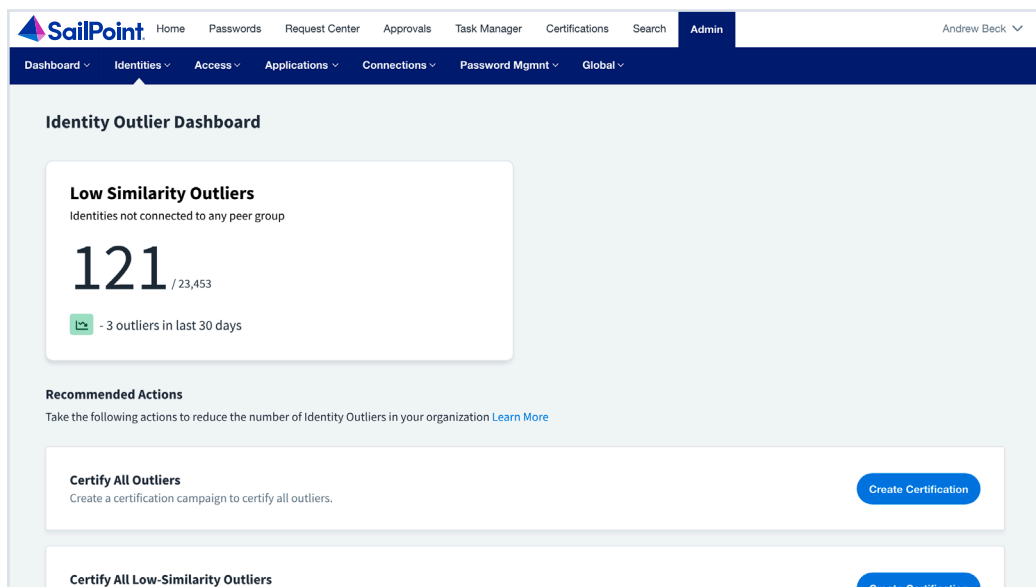 SailPoint. Home Passwords Request Center Approvals Task Manager Certifications Search Admin Andrew Beck
Dashboard Identities Access Applications Connections Password Mgmnt Global
Identity Outlier Dashboard
Low Similarity Outliers
Identities not connected to any peer group
121 / 23,453
- 3 outliers in last 30 days
Recommended Actions
Take the following actions to reduce the number of Identity Outliers in your organization Learn More
Certify All Outliers
Create a certification campaign to certify all outliers.
Create Certification
Certify All Low-Similarity Outliers
Create Certification